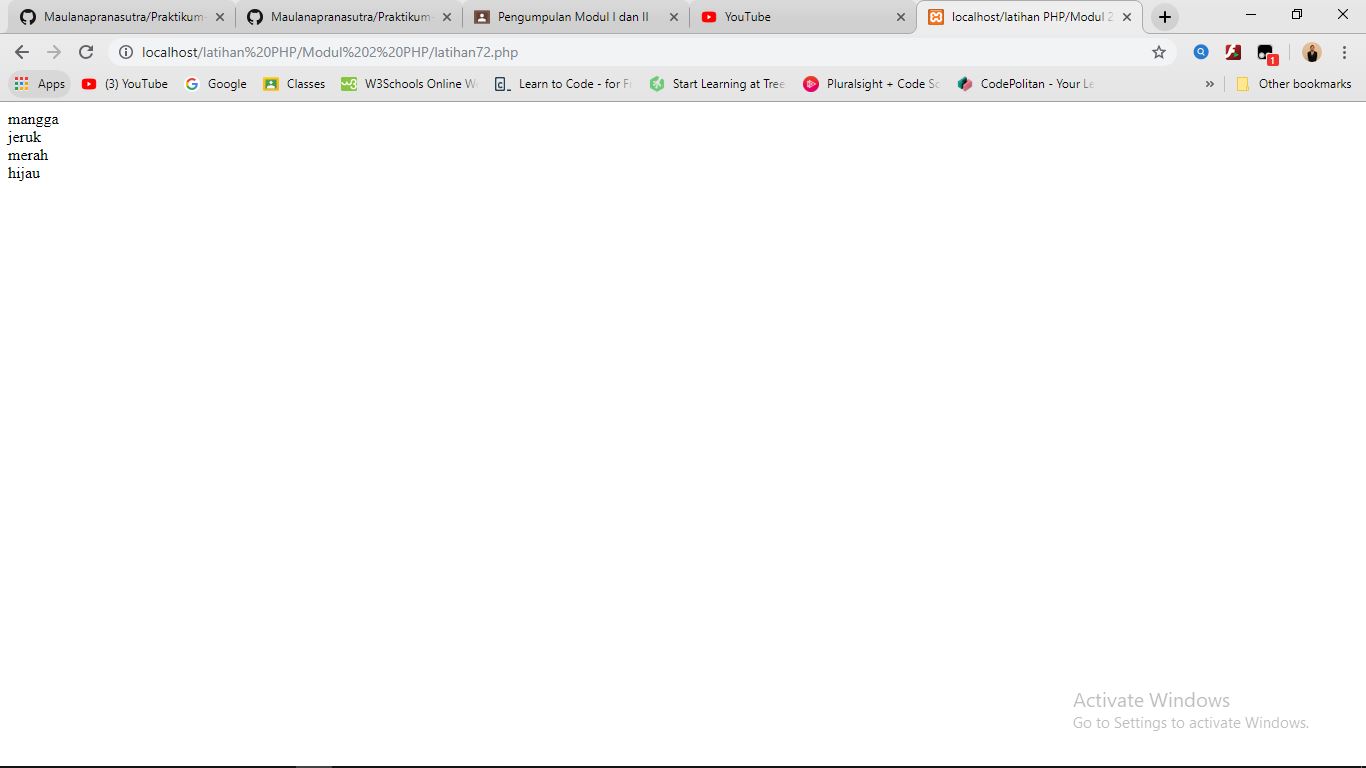 Maulanapranasutra/Praktikum-
Maulanapranasutra/Praktikum-
Pengumpulan Modul I dan II
YouTube
localhost/latihan PHP/Modul 2
localhost/latihan%20PHP/Modul%202%20PHP/latihan72.php
1
Apps
(3) YouTube
Google
Classes
W3Schools Online W
Learn to Code - for F
Start Learning at Tree
Pluralsight + Code Sc
CodePolitan - Your Le
»
Other bookmarks
mangga
jeruk
merah
hijau
Activate Windows
Go to Settings to activate Windows.